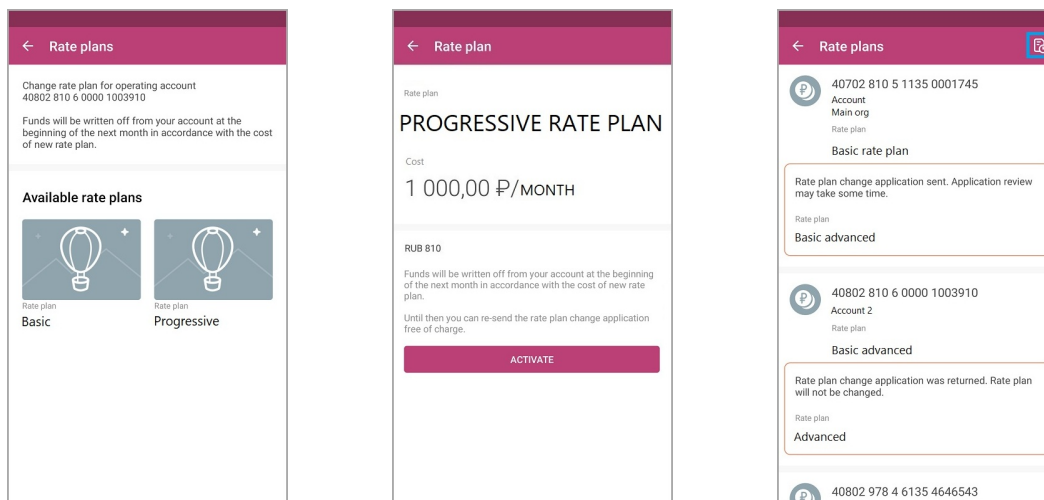 Rate plans
Change rate plan for operating account
40802 810 6 0000 1003910
Funds will be written off from your account at the
beginning of the next month in accordance with the cost
of new rate plan.
Available rate plans
Rate plan
Basic
Rate plan
Progressive
Rate plan
Rate plan
PROGRESSIVE RATE PLAN
Cost
1 000,00 ₽/MONTH
RUB 810
Funds will be written off from your account at the beginning
of the next month in accordance with the cost of new rate
plan.
Until then you can re-send the rate plan change application
free of charge.
ACTIVATE
Rate plans
40702 810 5 1135 0001745
Account
Main org
Rate plan
Basic rate plan
Rate plan change application sent. Application review
may take some time.
Rate plan
Basic advanced
40802 810 6 0000 1003910
Account 2
Rate plan
Basic advanced
Rate plan change application was returned. Rate plan
will not be changed.
Rate plan
Advanced
40802 978 4 6135 4646543